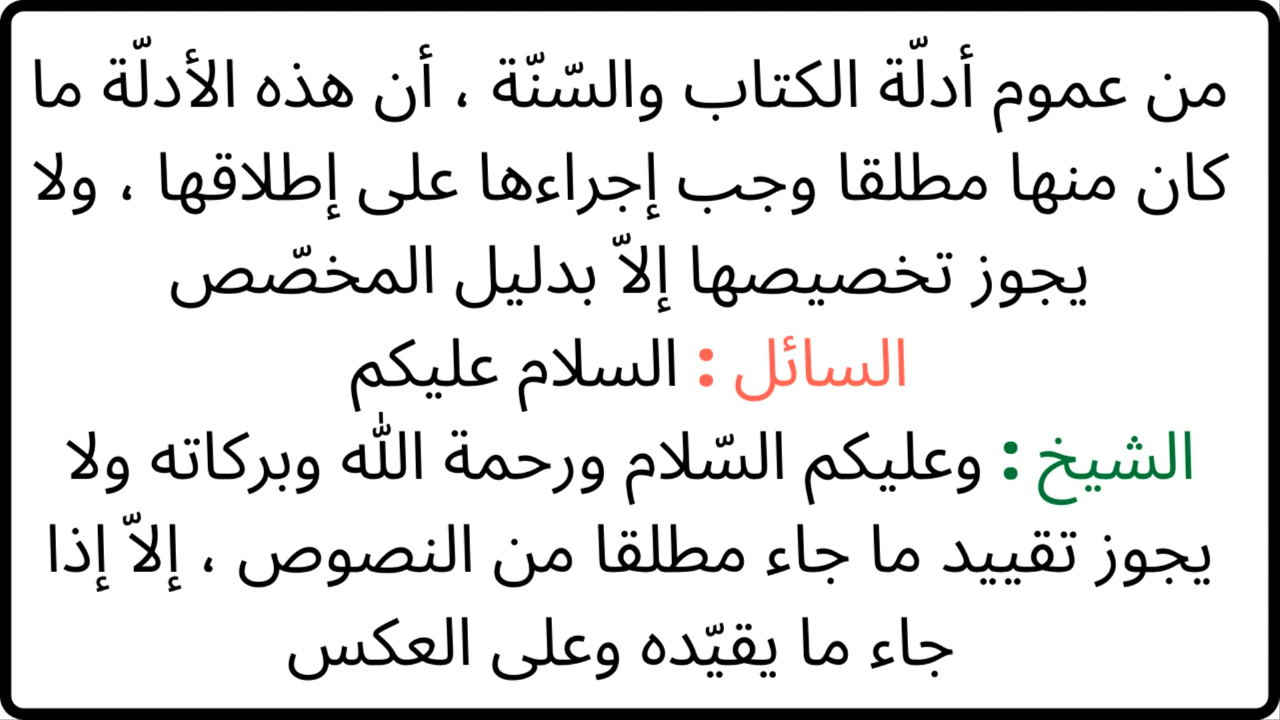 من عموم أدلّة الكتاب والسّنّة ، أن هذه الأدلّة ما
كان منها مطلقا وجب إجراءها على إطلاقها ، ولا
يجوز تخصيصها إلاّ بدليل المخصّص
السائل : السلام عليكم
الشيخ : وعليكم السّلام ورحمة الله وبركاته ولا
يجوز تقييد ما جاء مطلقا من النصوص ، إلاّ إذا
جاء ما يقيّده وعلى العكس